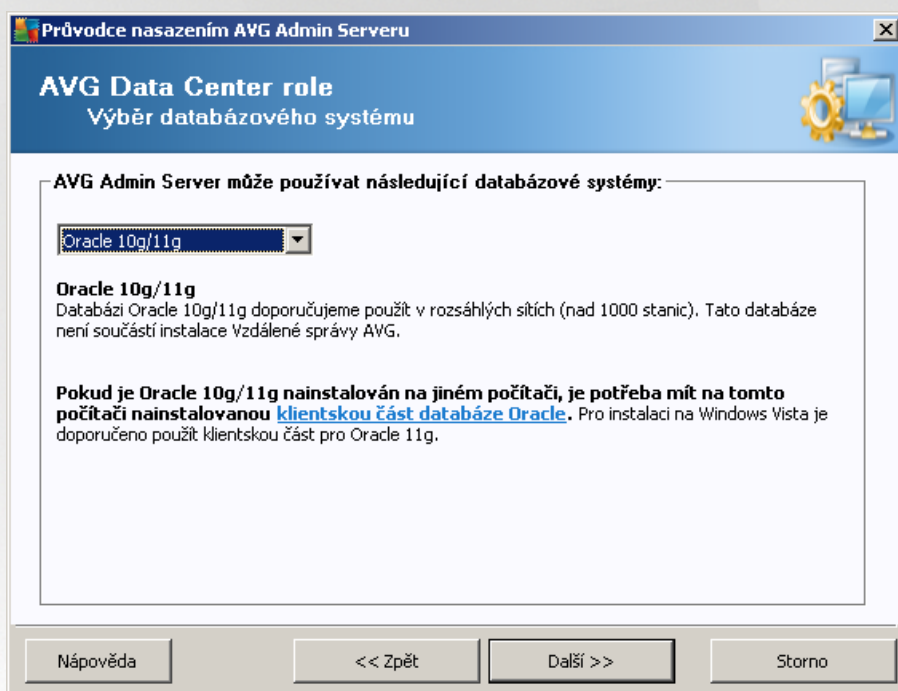 Průvodce nasazením AVG Admin Serveru
AVG Data Center role
Výběr databázového systému
AVG Admin Server může používat následující databázové systémy:
Oracle 10g/11g
Oracle 10g/11g
Databázi Oracle 10g/11g doporučujeme použít v rozsáhlých sítích (nad 1000 stanic). Tato databáze
není součástí instalace Vzdálené správy AVG.
Pokud je Oracle 10g/11g nainstalován na jiném počítači, je potřeba mít na tomto
počítači nainstalovanou klientskou část databáze Oracle. Pro instalaci na Windows Vista je
doporučeno použít klientskou část pro Oracle 11g.
Nápověda
<< Zpět
Další >>
Storno